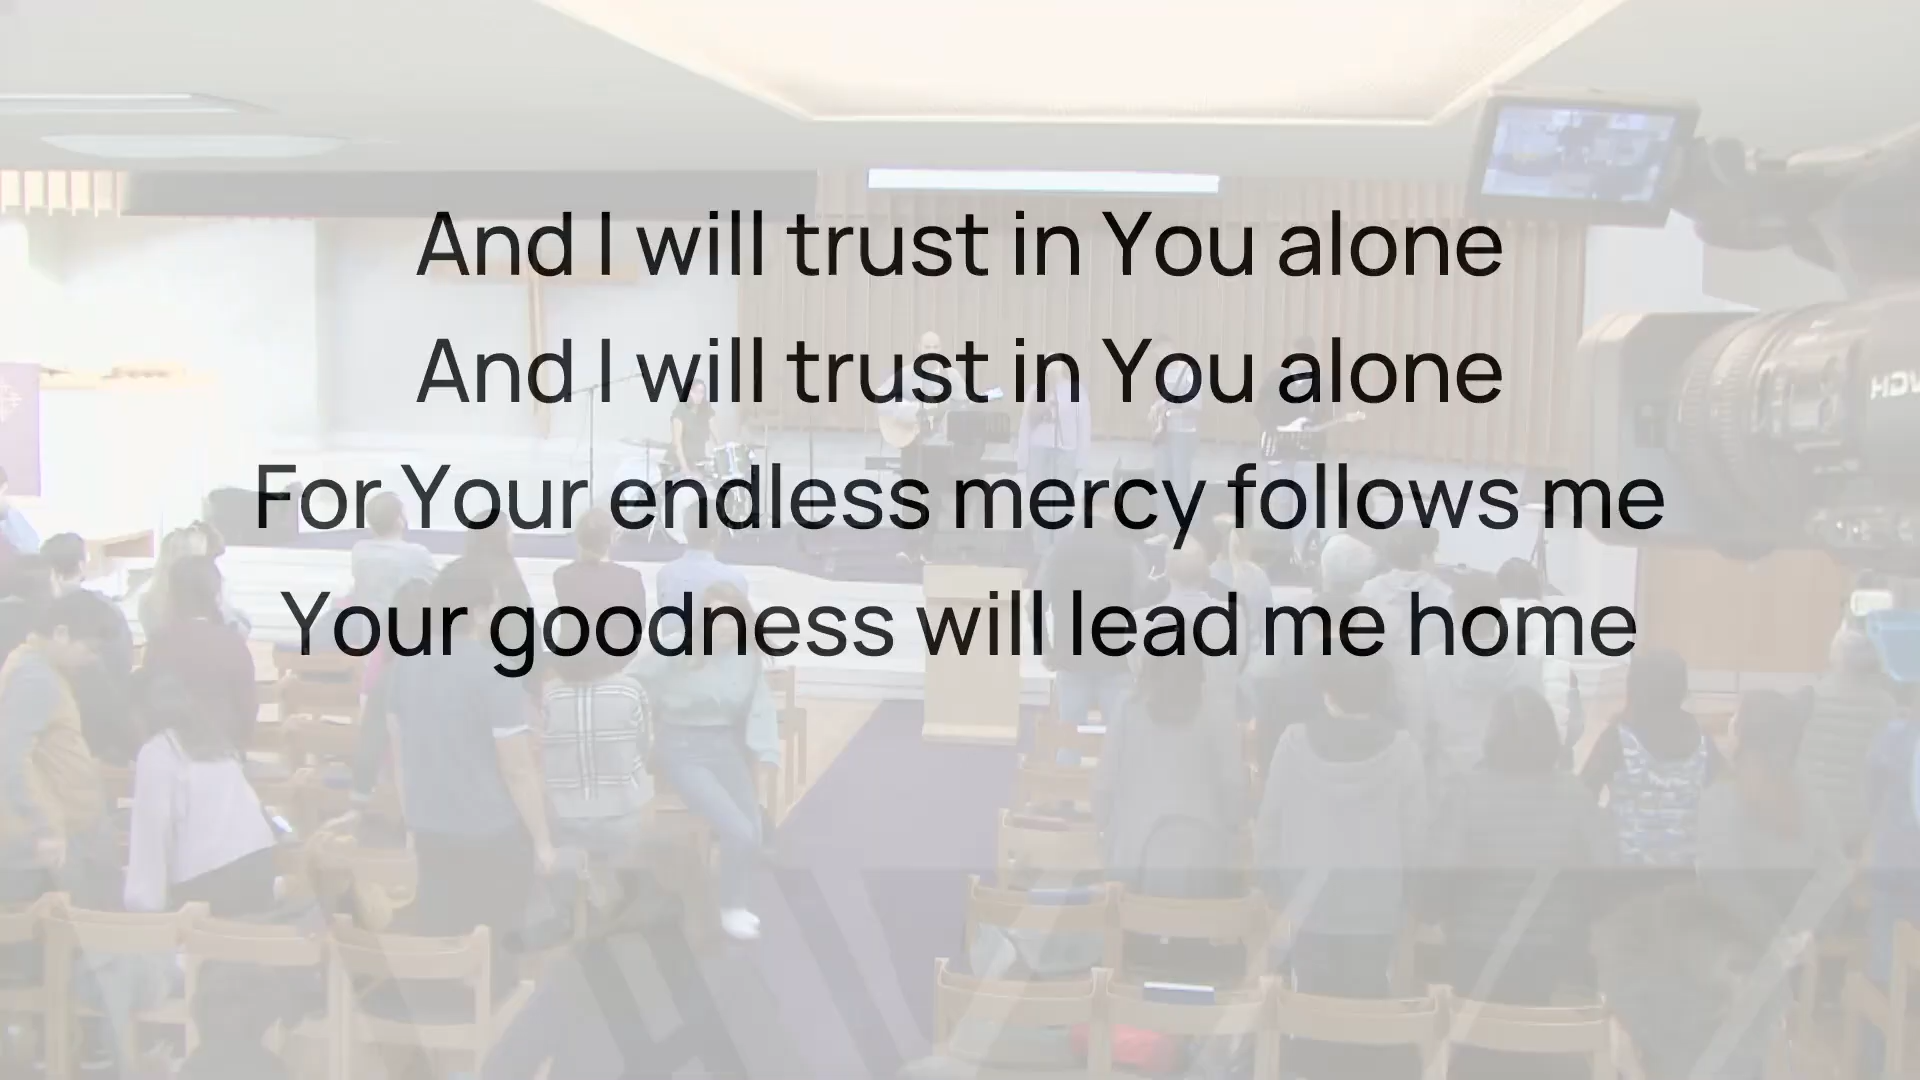 And I will trust in You alone
And I will trust in You alone
For Your endless mercy follows me
Your goodness will lead me home